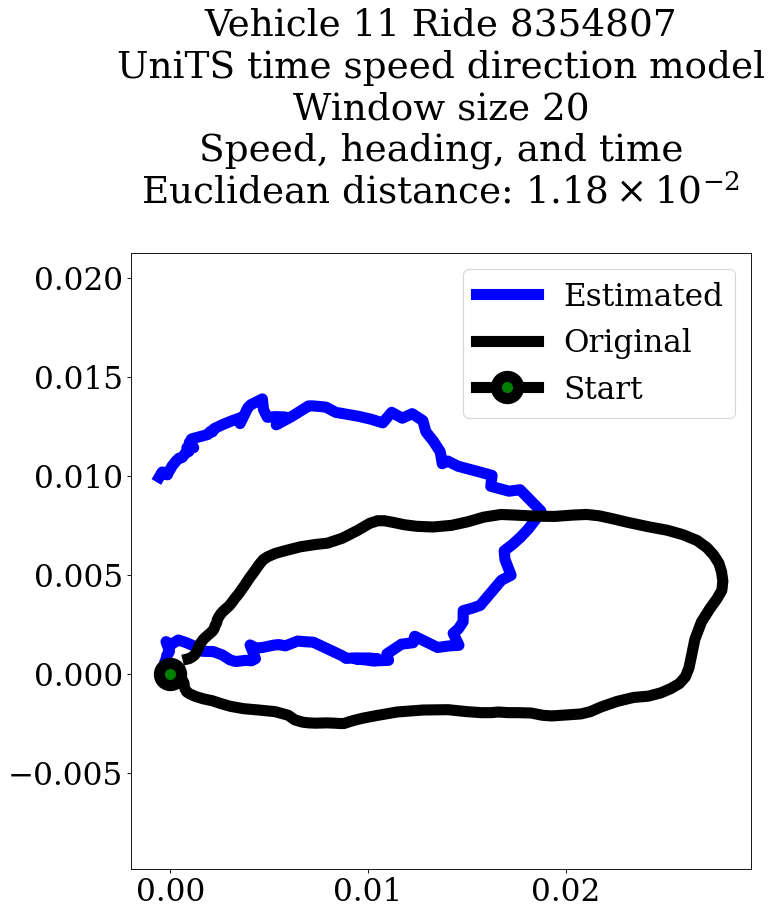 Vehicle 11 Ride 8354807
UniTS time speed direction model
Window size 20
Speed, heading, and time
Euclidean distance: 1.18 × 10⁻²
Estimated
Original
Start
0.020
0.015
0.010
0.005
0.000
−0.005
0.00 0.01 0.02